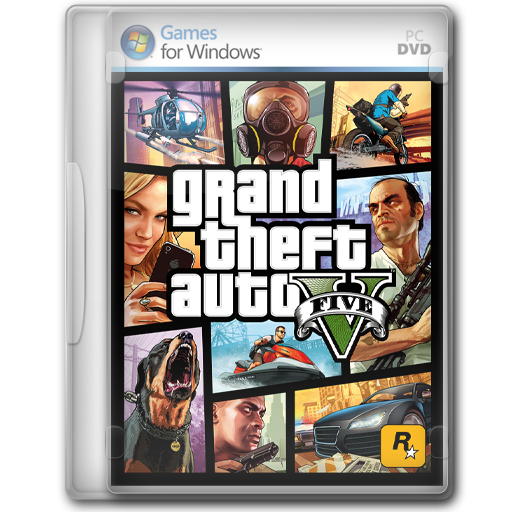 Games
for Windows
PC
DVD
grand
theft
auto
V
FIVE
R